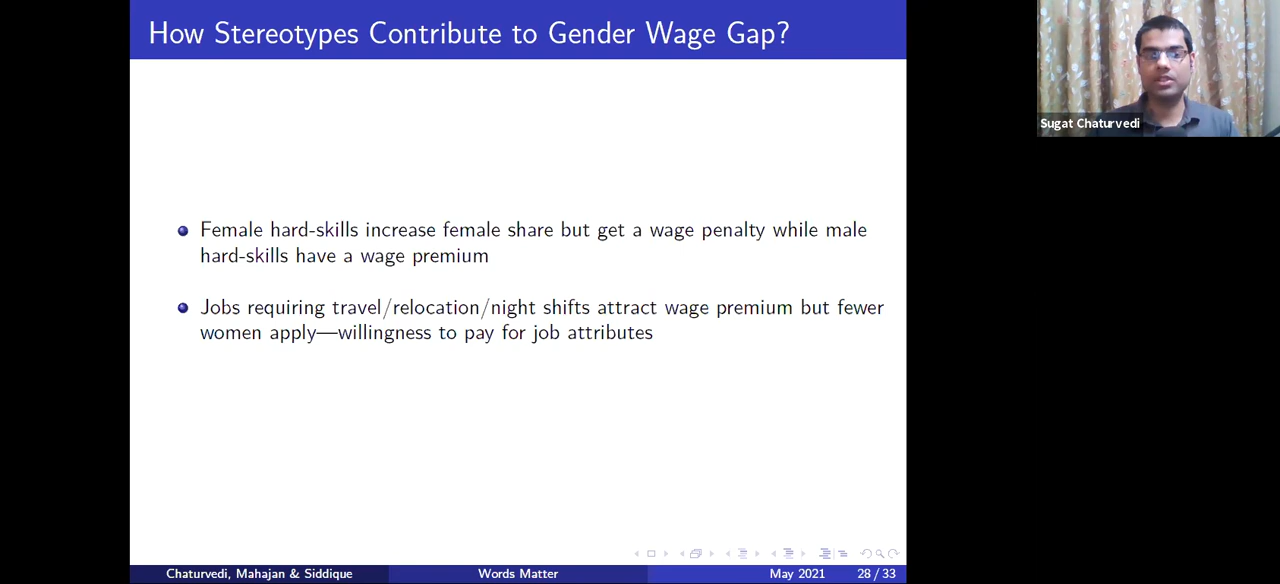 How Stereotypes Contribute to Gender Wage Gap?
Sugat Chaturvedi
Female hard-skills increase female share but get a wage penalty while male
hard-skills have a wage premium
Jobs requiring travel/relocation/night shifts attract wage premium but fewer
women apply—willingness to pay for job attributes
Chaturvedi, Mahajan & Siddique
Words Matter
May 2021
28 / 33